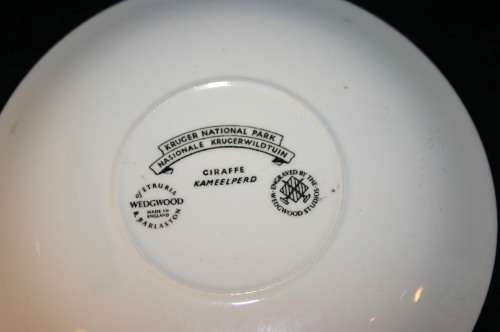 KRUGER NATIONAL PARK
NASIONALE KRUGERWILDTUIN
GIRAFFE
KAMEELPERD
OF ETRURIA
WEDGWOOD
MADE IN
ENGLAND
& BARLASTON
ENGRAVED BY THE
WEDGWOOD STUDIOS